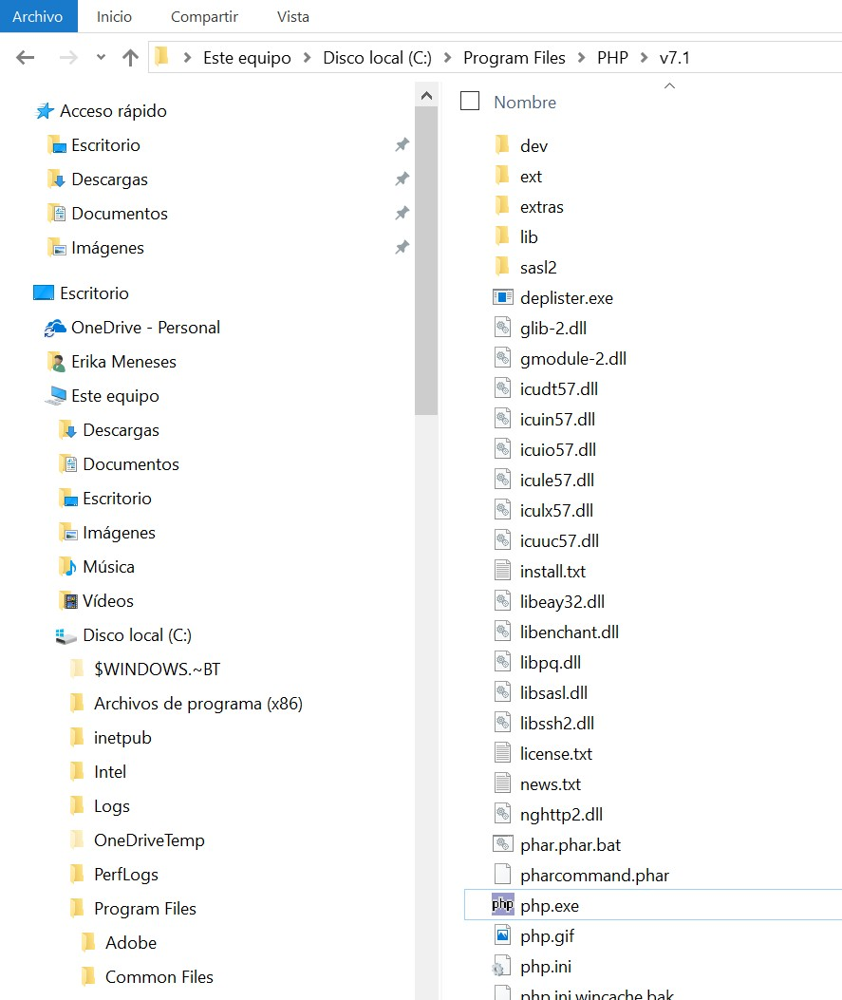 Archivo Inicio Compartir Vista
Este equipo Disco local (C:) Program Files PHP v7.1
Acceso rápido
Escritorio
Descargas
Documentos
Imágenes
Escritorio
OneDrive - Personal
Erika Meneses
Este equipo
Descargas
Documentos
Escritorio
Imágenes
Música
Vídeos
Disco local (C:)
$WINDOWS.~BT
Archivos de programa (x86)
inetpub
Intel
Logs
OneDriveTemp
PerfLogs
Program Files
Adobe
Common Files
Nombre
dev
ext
extras
lib
sasl2
deplister.exe
glib-2.dll
gmodule-2.dll
icudt57.dll
icuin57.dll
icuio57.dll
icule57.dll
iculx57.dll
icuuc57.dll
install.txt
libeay32.dll
libenchant.dll
libpq.dll
libsasl.dll
libssh2.dll
license.txt
news.txt
nghttp2.dll
phar.phar.bat
pharcommand.phar
php php.exe
php.gif
php.ini
php.ini.wincache.bak